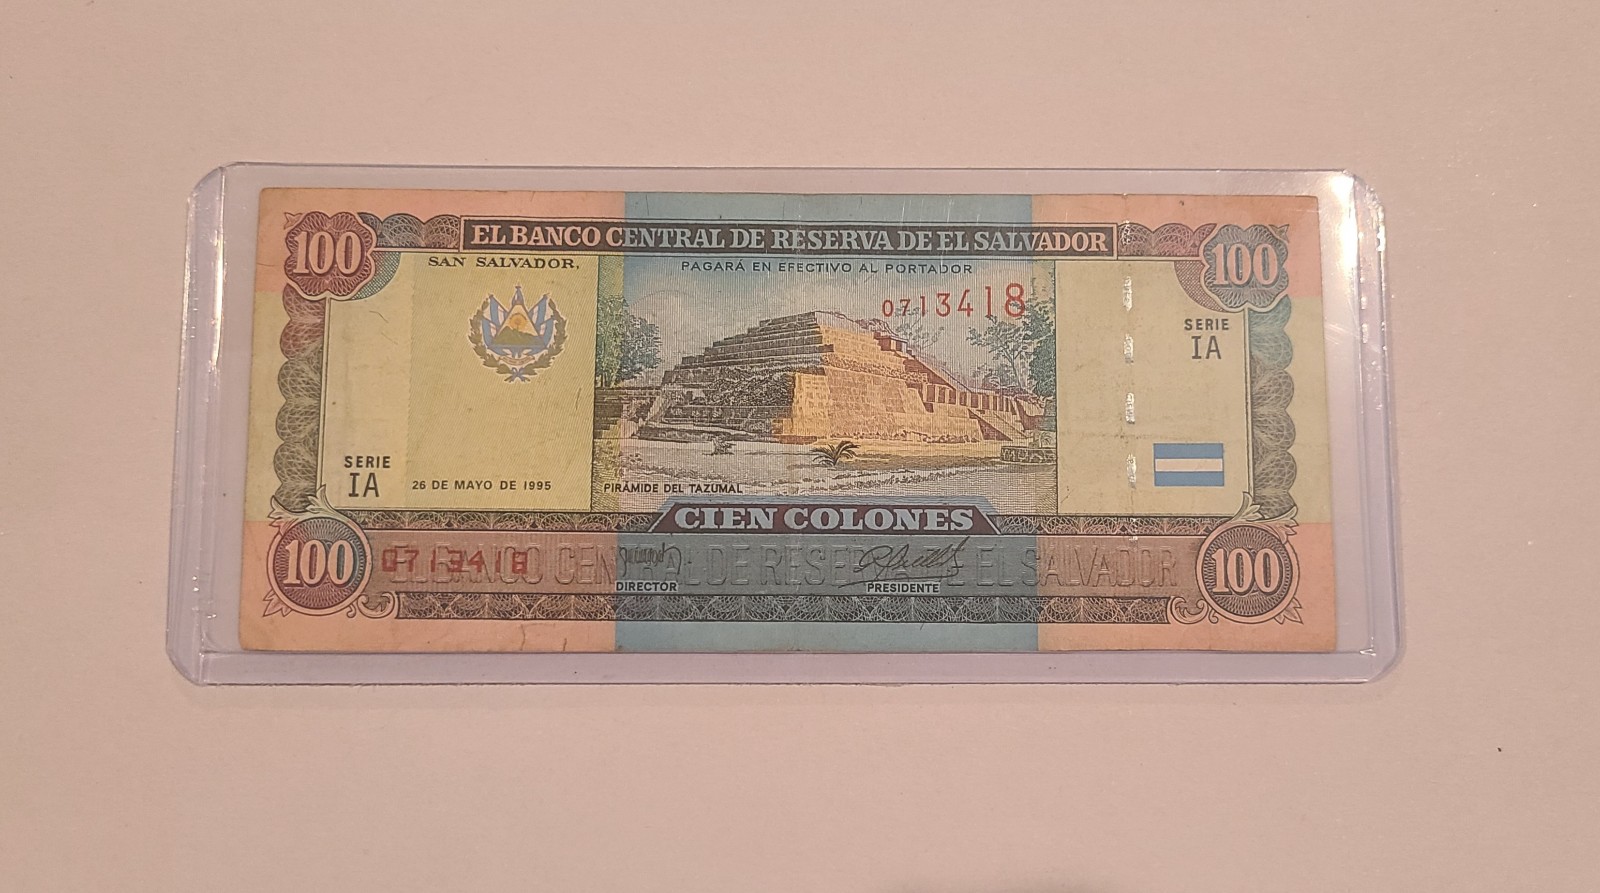 100 EL BANCO CENTRAL DE RESERVA DE EL SALVADOR 100
SAN SALVADOR,
PAGARÁ EN EFECTIVO AL PORTADOR
0713418
SERIE
IA
SERIE
IA
26 DE MAYO DE 1995
PIRÁMIDE DEL TAZUMAL
CIEN COLONES
100 0713418 100
EL BANCO CENTRAL DE RESERVA DE EL SALVADOR
DIRECTOR
PRESIDENTE